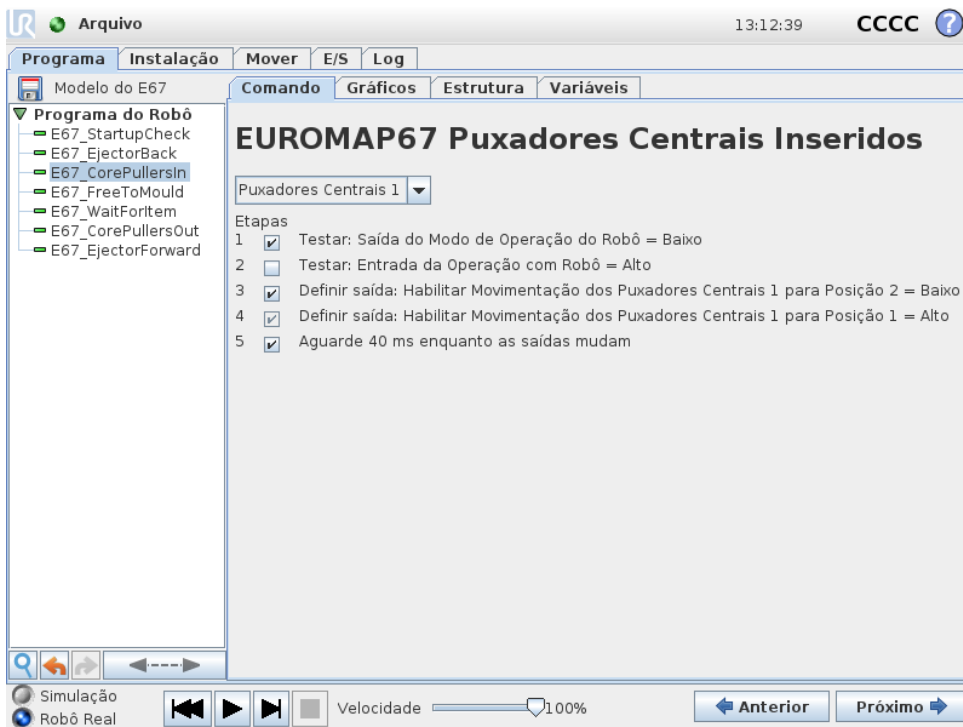 UR Arquivo 13:12:39 CCCC ?
Programa Instalação Mover E/S Log
Modelo do E67 Comando Gráficos Estrutura Variáveis
Programa do Robô
E67_StartupCheck
E67_EjectorBack
E67_CorePullersIn
E67_FreeToMould
E67_WaitForItem
E67_CorePullersOut
E67_EjectorForward
EUROMAP67 Puxadores Centrais Inseridos
Puxadores Centrais 1
Etapas
1 Testar: Saída do Modo de Operação do Robô = Baixo
2 Testar: Entrada da Operação com Robô = Alto
3 Definir saída: Habilitar Movimentação dos Puxadores Centrais 1 para Posição 2 = Baixo
4 Definir saída: Habilitar Movimentação dos Puxadores Centrais 1 para Posição 1 = Alto
5 Aguarde 40 ms enquanto as saídas mudam
Simulação
Robô Real
Velocidade 100%
Anterior Próximo